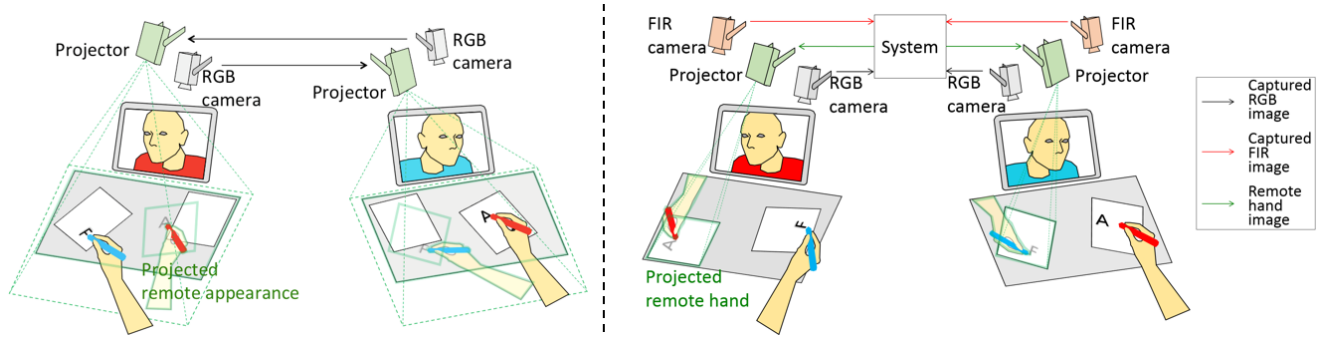 Projector
RGB
camera
RGB
camera
Projector
F
A
A
F
Projected
remote appearance
FIR
camera
System
FIR
camera
Projector
RGB
camera
RGB
camera
Projector
A
F
F
A
Projected
remote hand
Captured
RGB
image
Captured
FIR
image
Remote
hand
image